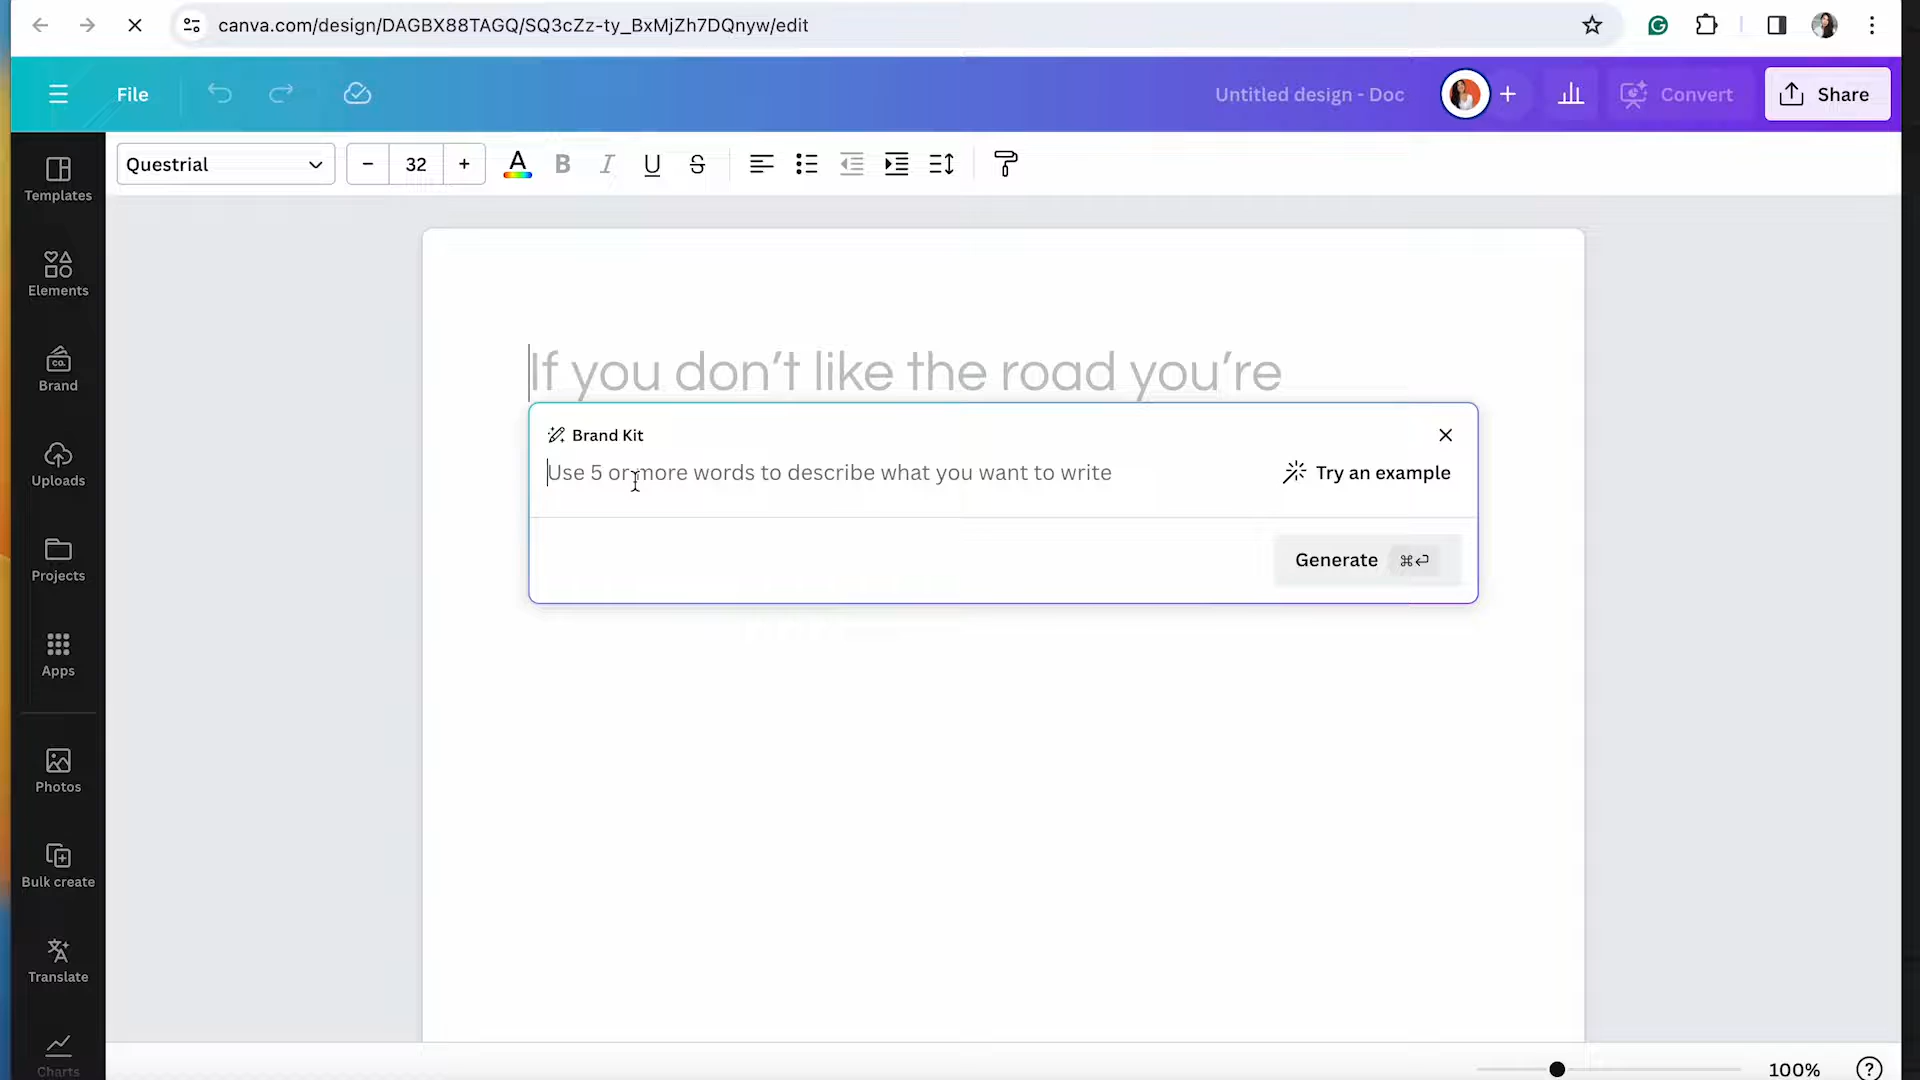 canva.com/design/DAGBX88TAGQ/SQ3cZz-ty_BxMjZh7DQnyw/edit
File
Untitled design - Doc
Convert
Share
Questrial
32
Templates
Elements
Brand
Uploads
Projects
Apps
Photos
Bulk create
Translate
Charts
If you don’t like the road you’re
Brand Kit
Use 5 or more words to describe what you want to write
Try an example
Generate ⌘↵
100%